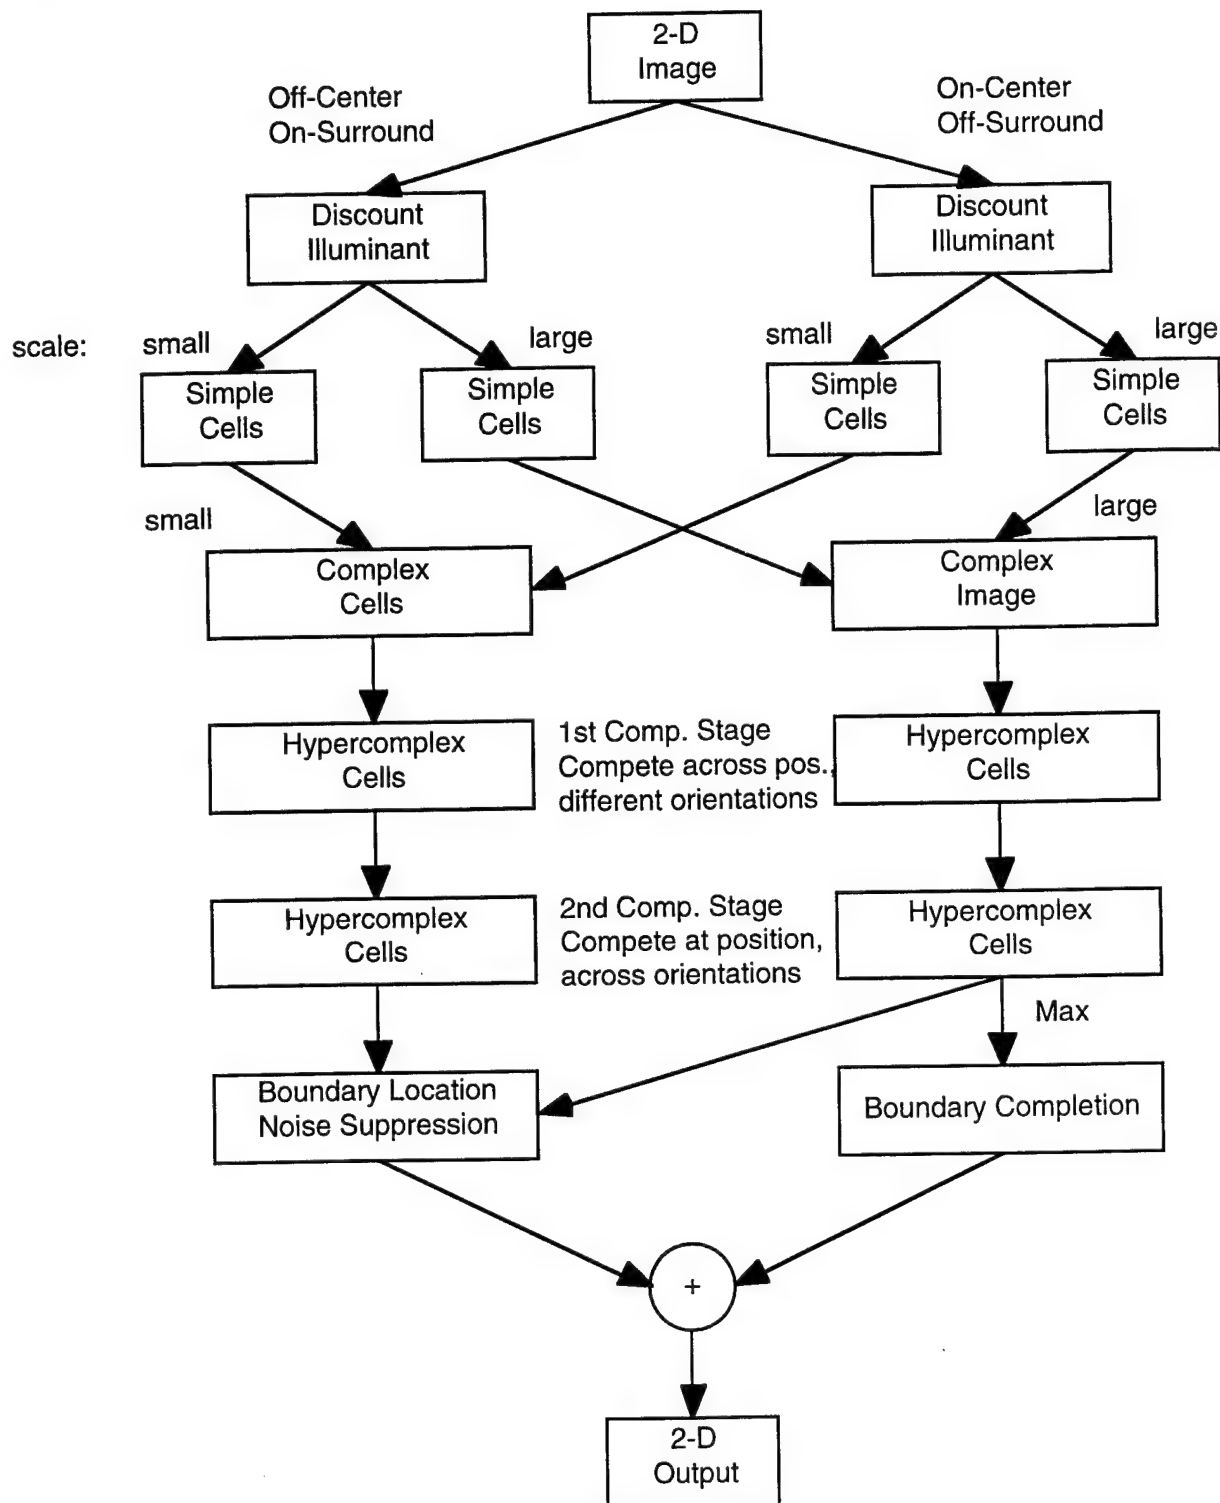 2-D
Image
Off-Center
On-Surround
On-Center
Off-Surround
Discount
Illuminant
Discount
Illuminant
scale:
small
large
small
large
Simple
Cells
Simple
Cells
Simple
Cells
Simple
Cells
small
large
Complex
Cells
Complex
Image
Hypercomplex
Cells
1st Comp. Stage
Compete across pos.,
different orientations
Hypercomplex
Cells
Hypercomplex
Cells
2nd Comp. Stage
Compete at position,
across orientations
Hypercomplex
Cells
Max
Boundary Location
Noise Suppression
Boundary Completion
+
2-D
Output